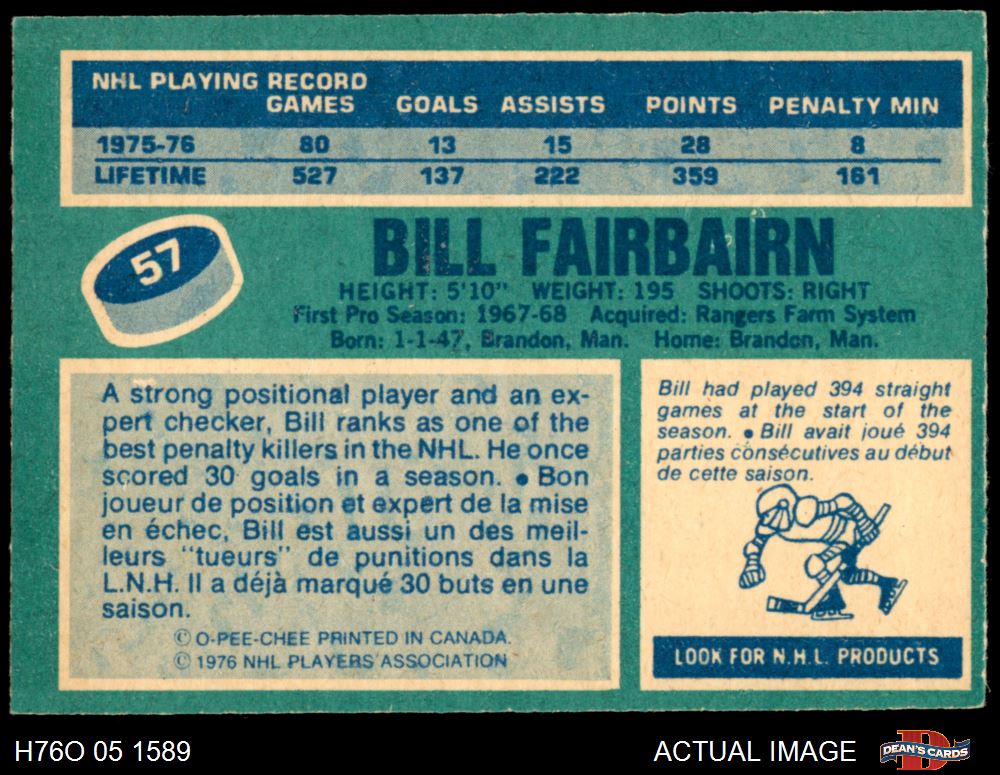 NHL PLAYING RECORD
GAMES GOALS ASSISTS POINTS PENALTY MIN
1975-76 80 13 15 28 8
LIFETIME 527 137 222 359 161
57
BILL FAIRBAIRN
HEIGHT: 5'10" WEIGHT: 195 SHOOTS: RIGHT
First Pro Season: 1967-68 Acquired: Rangers Farm System
Born: 1-1-47, Brandon, Man. Home: Brandon, Man.
A strong positional player and an ex-
pert checker, Bill ranks as one of the
best penalty killers in the NHL. He once
scored 30 goals in a season. • Bon
joueur de position et expert de la mise
en échec, Bill est aussi un des meil-
leurs "tueurs" de punitions dans la
L.N.H. Il a déjà marqué 30 buts en une
saison.
© O-PEE-CHEE PRINTED IN CANADA.
© 1976 NHL PLAYERS' ASSOCIATION
Bill had played 394 straight
games at the start of the
season. • Bill avait joué 394
parties consécutives au début
de cette saison.
LOOK FOR N.H.L. PRODUCTS
H76O 05 1589
ACTUAL IMAGE
DEAN'S CARDS